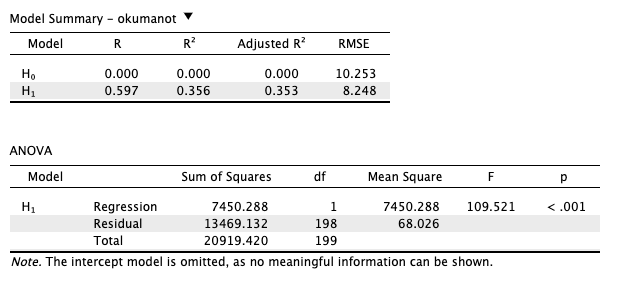 Model Summary – okumanot ▼
Model R R² Adjusted R² RMSE
H₀ 0.000 0.000 0.000 10.253
H₁ 0.597 0.356 0.353 8.248
ANOVA
Model Sum of Squares df Mean Square F p
H₁ Regression 7450.288 1 7450.288 109.521 < .001
Residual 13469.132 198 68.026
Total 20919.420 199
Note. The intercept model is omitted, as no meaningful information can be shown.